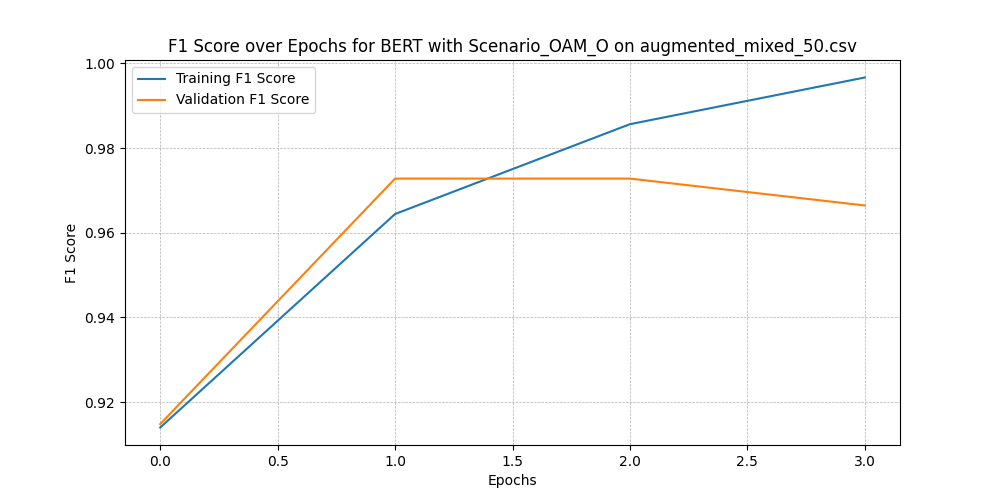 F1 Score over Epochs for BERT with Scenario_OAM_O on augmented_mixed_50.csv
Training F1 Score
Validation F1 Score
1.00
0.98
0.96
0.94
0.92
F1 Score
0.0 0.5 1.0 1.5 2.0 2.5 3.0
Epochs